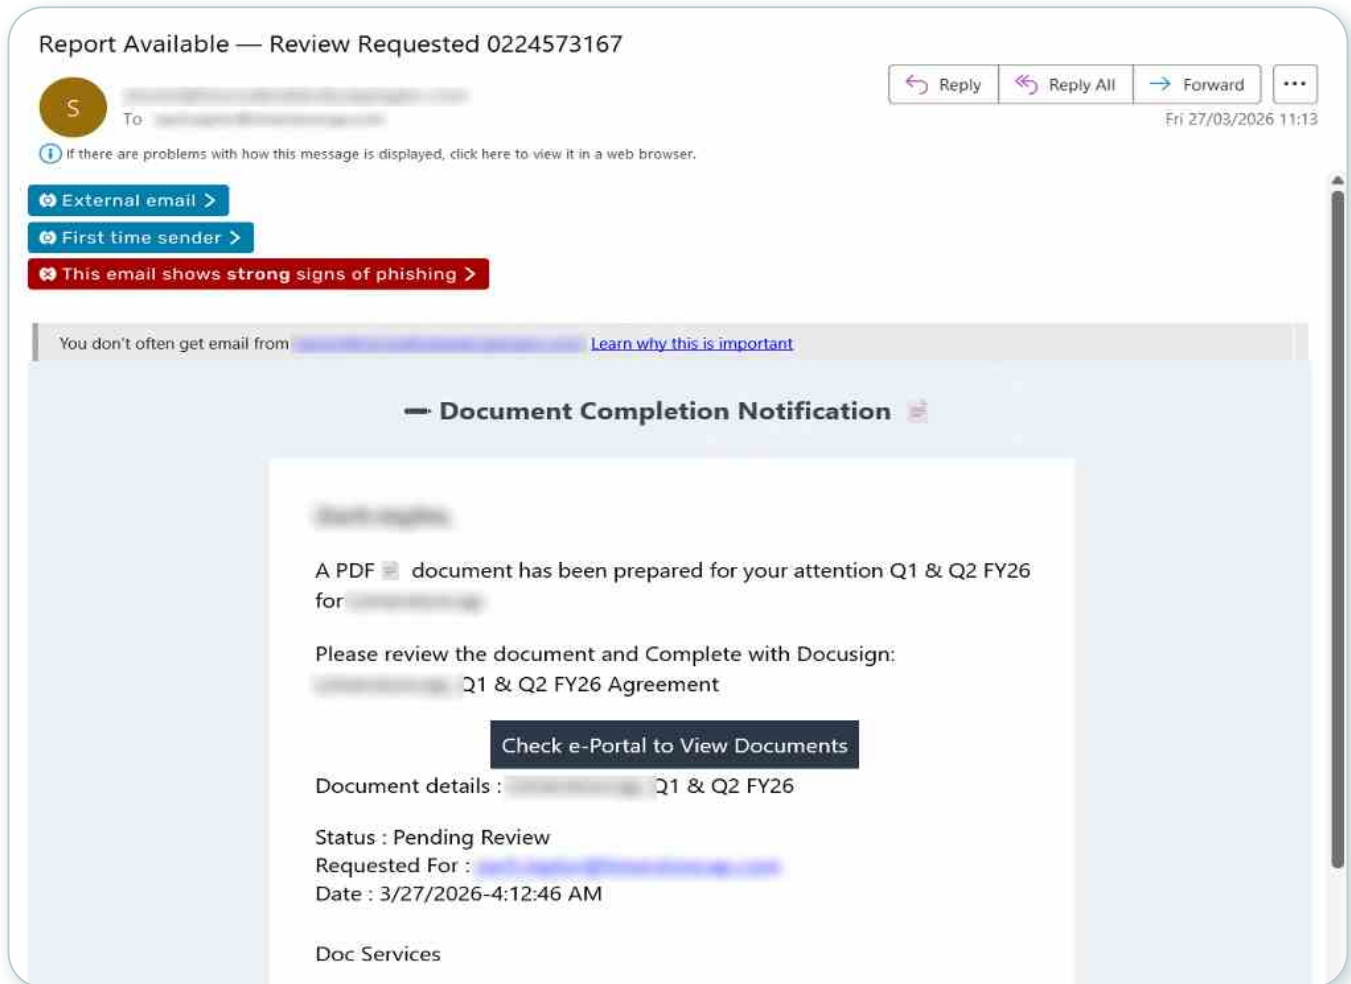 Report Available — Review Requested 0224573167
S
Reply
Reply All
Forward
To
Fri 27/03/2026 11:13
If there are problems with how this message is displayed, click here to view it in a web browser.
External email >
First time sender >
This email shows strong signs of phishing >
You don't often get email from Learn why this is important
Document Completion Notification
A PDF document has been prepared for your attention Q1 & Q2 FY26
for
Please review the document and Complete with Docusign:
Q1 & Q2 FY26 Agreement
Check e-Portal to View Documents
Document details : Q1 & Q2 FY26
Status : Pending Review
Requested For :
Date : 3/27/2026-4:12:46 AM
Doc Services